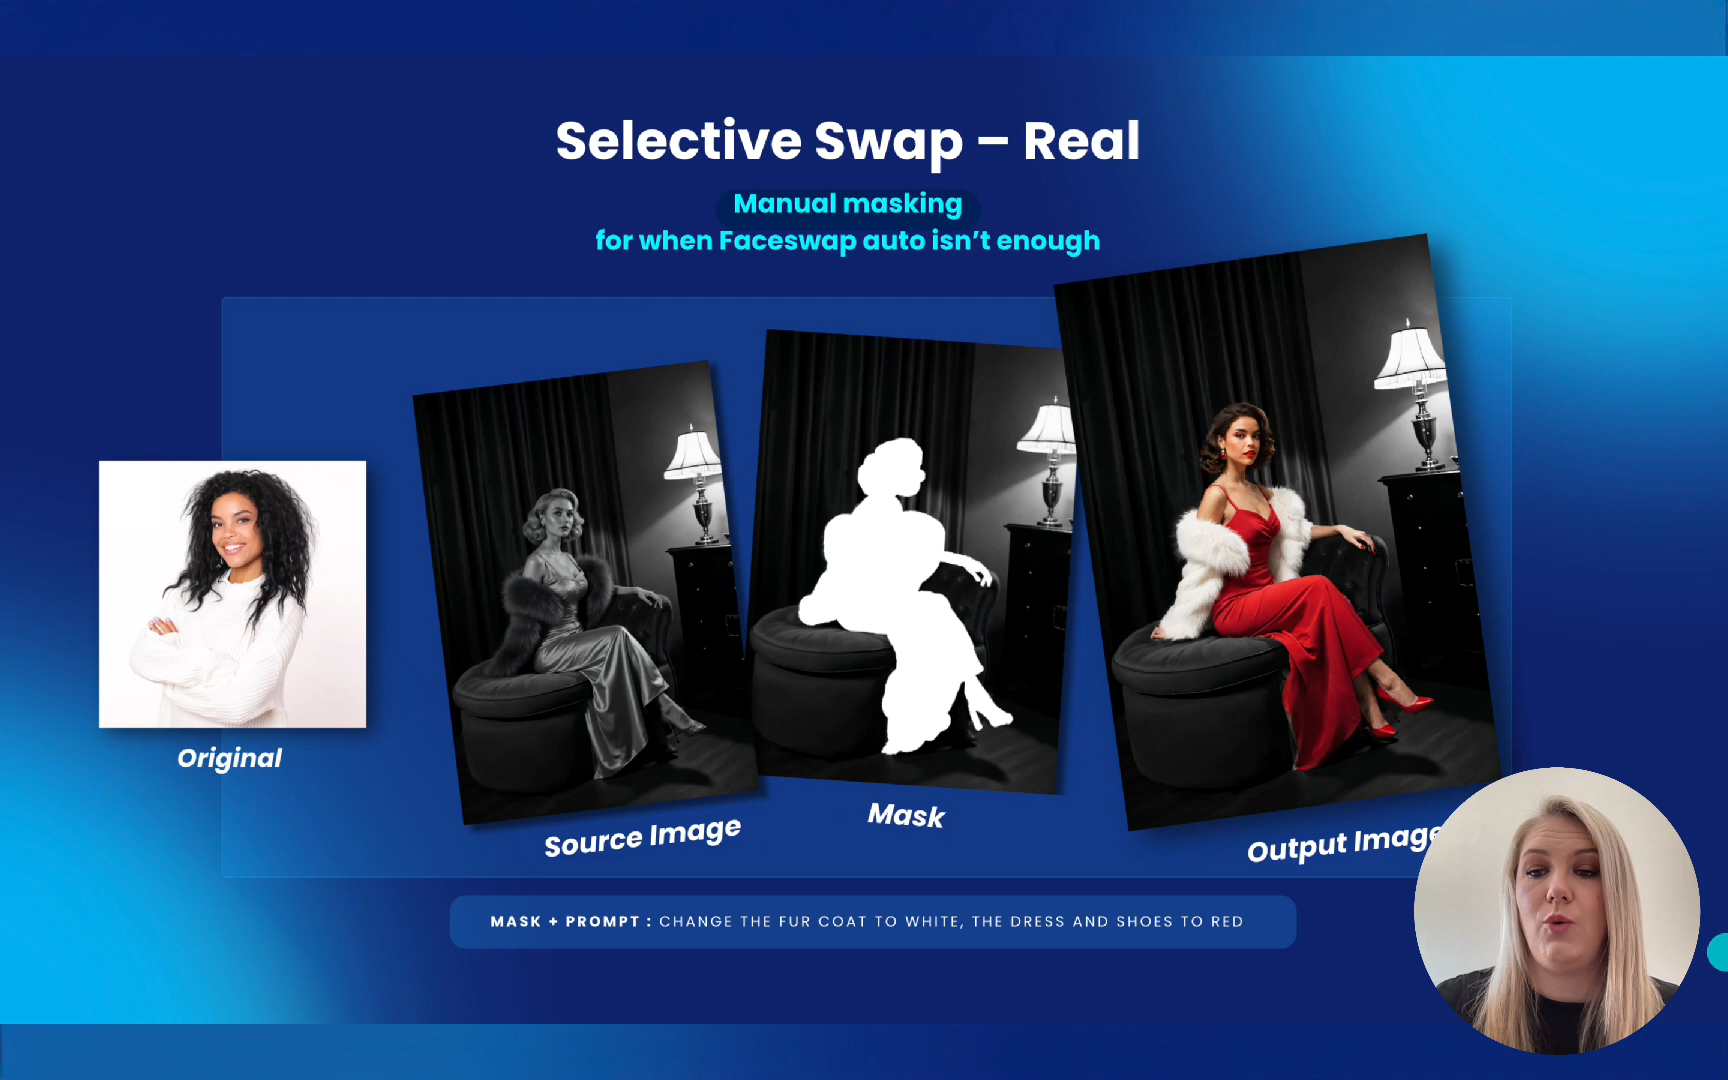 Selective Swap – Real
Manual masking
for when Faceswap auto isn’t enough
Original
Source Image
Mask
Output Image
MASK + PROMPT : CHANGE THE FUR COAT TO WHITE, THE DRESS AND SHOES TO RED